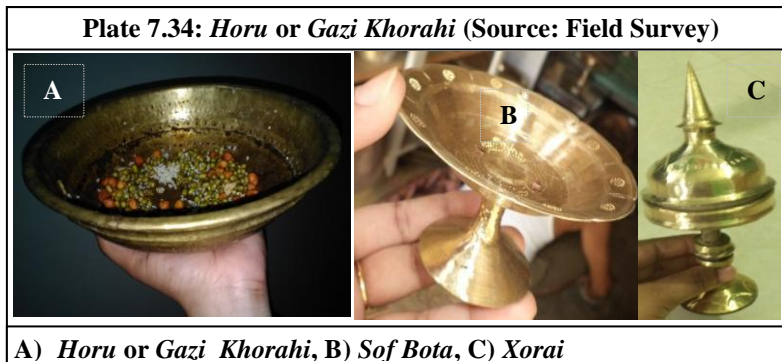 Plate 7.34: Horu or Gazi Khorahi (Source: Field Survey)
A
B
C
A) Horu or Gazi Khorahi, B) Sof Bota, C) Xorai